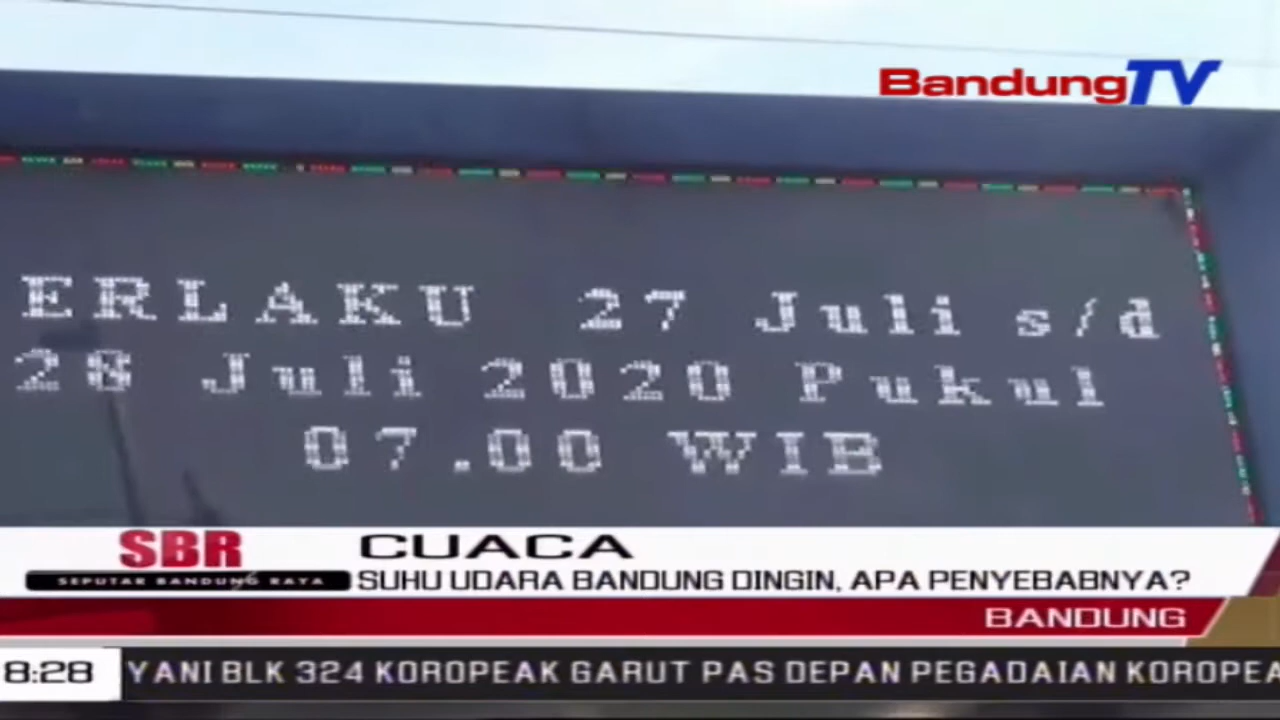 BandungTV
ERLAKU 27 Juli s/d
28 Juli 2020 Pukul
07.00 WIB
SBR
SEPUTAR BANDUNG RAYA
CUACA
SUHU UDARA BANDUNG DINGIN, APA PENYEBABNYA?
BANDUNG
8:28
YANI BLK 324 KOROPEAK GARUT PAS DEPAN PEGADAIAN KOROPEA